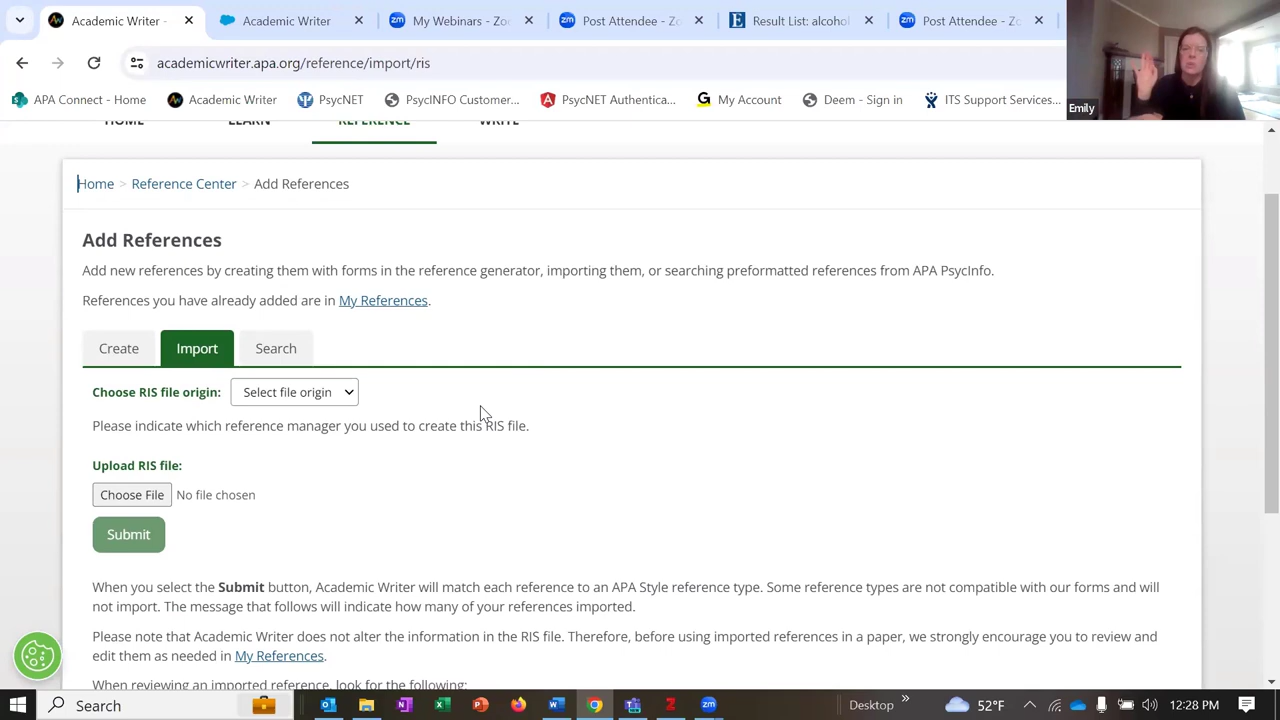 Academic Writer -
Academic Writer
My Webinars - Zoo
Post Attendee - Zo
Result List: alcohol
Post Attendee - Zo
academicwriter.apa.org/reference/import/ris
APA Connect - Home
Academic Writer
PsycNET
PsycINFO Customer...
PsycNET Authentica...
My Account
Deem - Sign in
ITS Support Services...
Emily
HOME
LEARN
REFERENCE
WRITE
Home > Reference Center > Add References
Add References
Add new references by creating them with forms in the reference generator, importing them, or searching preformatted references from APA PsycInfo.
References you have already added are in My References.
Create
Import
Search
Choose RIS file origin: Select file origin
Please indicate which reference manager you used to create this RIS file.
Upload RIS file:
Choose File No file chosen
Submit
When you select the Submit button, Academic Writer will match each reference to an APA Style reference type. Some reference types are not compatible with our forms and will
not import. The message that follows will indicate how many of your references imported.
Please note that Academic Writer does not alter the information in the RIS file. Therefore, before using imported references in a paper, we strongly encourage you to review and
edit them as needed in My References.
When reviewing an imported reference, look for the following:
Search
Desktop
52°F
12:28 PM